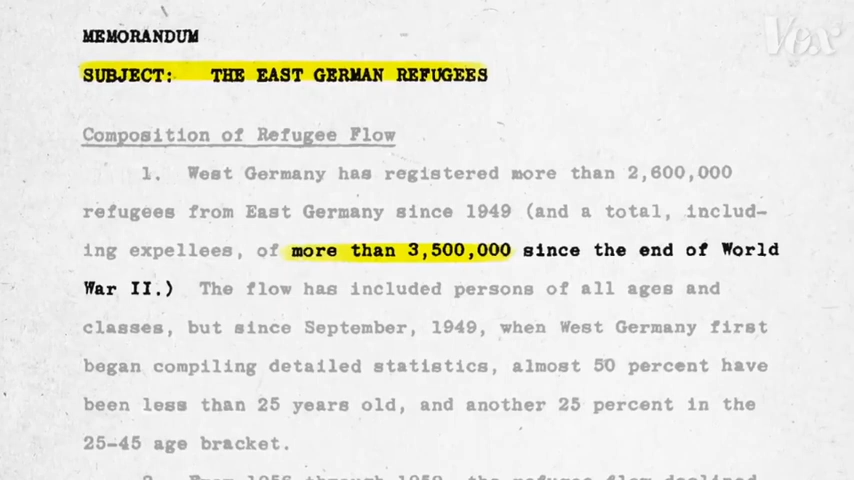 Vox
MEMORANDUM
SUBJECT: THE EAST GERMAN REFUGEES
Composition of Refugee Flow
1. West Germany has registered more than 2,600,000
refugees from East Germany since 1949 (and a total, includ-
ing expellees, of more than 3,500,000 since the end of World
War II.) The flow has included persons of all ages and
classes, but since September, 1949, when West Germany first
began compiling detailed statistics, almost 50 percent have
been less than 25 years old, and another 25 percent in the
25-45 age bracket.